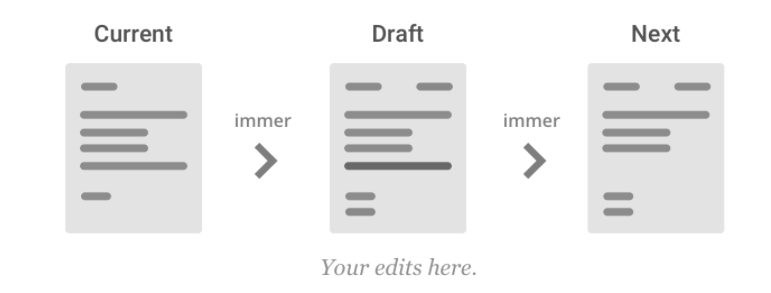 Current
Draft
Next
immer
immer
Your edits here.